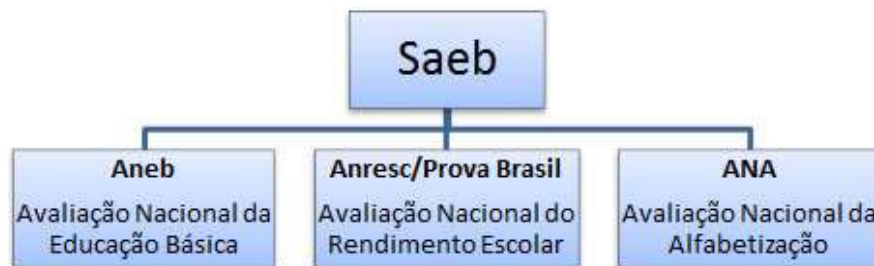 Saeb
Aneb
Avaliação Nacional da
Educação Básica
Anresc/Prova Brasil
Avaliação Nacional do
Rendimento Escolar
ANA
Avaliação Nacional da
Alfabetização